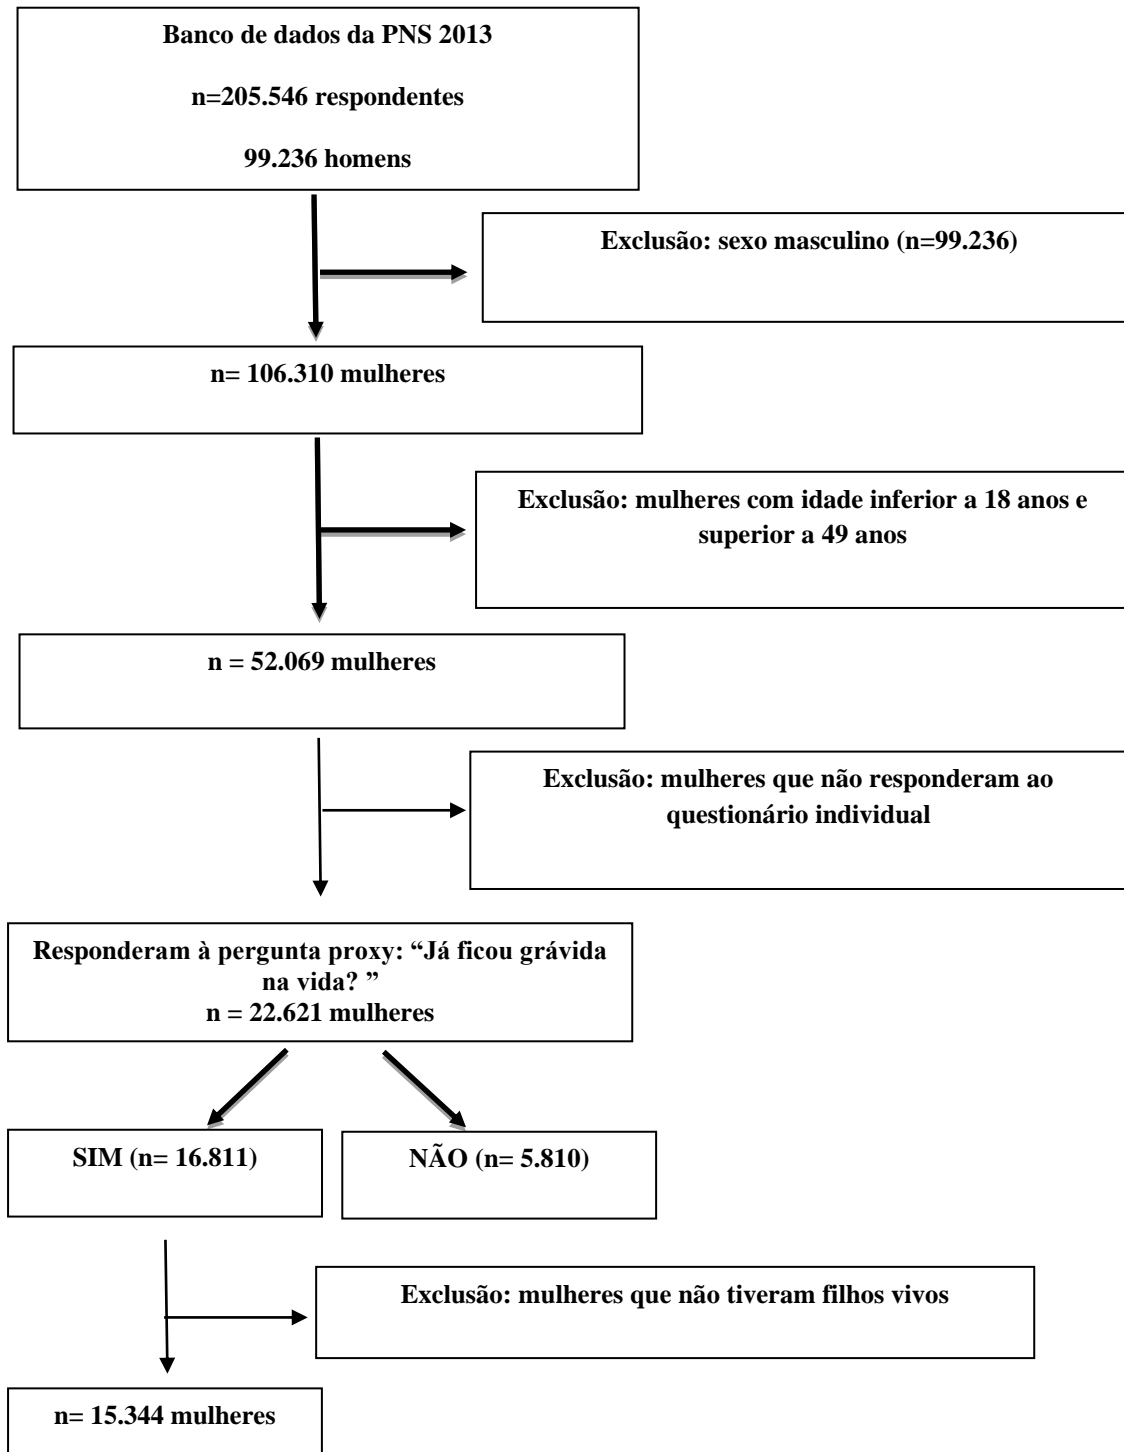 Banco de dados da PNS 2013
n=205.546 respondentes
99.236 homens
Exclusão: sexo masculino (n=99.236)
n= 106.310 mulheres
Exclusão: mulheres com idade inferior a 18 anos e
superior a 49 anos
n = 52.069 mulheres
Exclusão: mulheres que não responderam ao
questionário individual
Responderam à pergunta proxy: “Já ficou grávida
na vida? ”
n = 22.621 mulheres
SIM (n= 16.811)
NÃO (n= 5.810)
Exclusão: mulheres que não tiveram filhos vivos
n= 15.344 mulheres